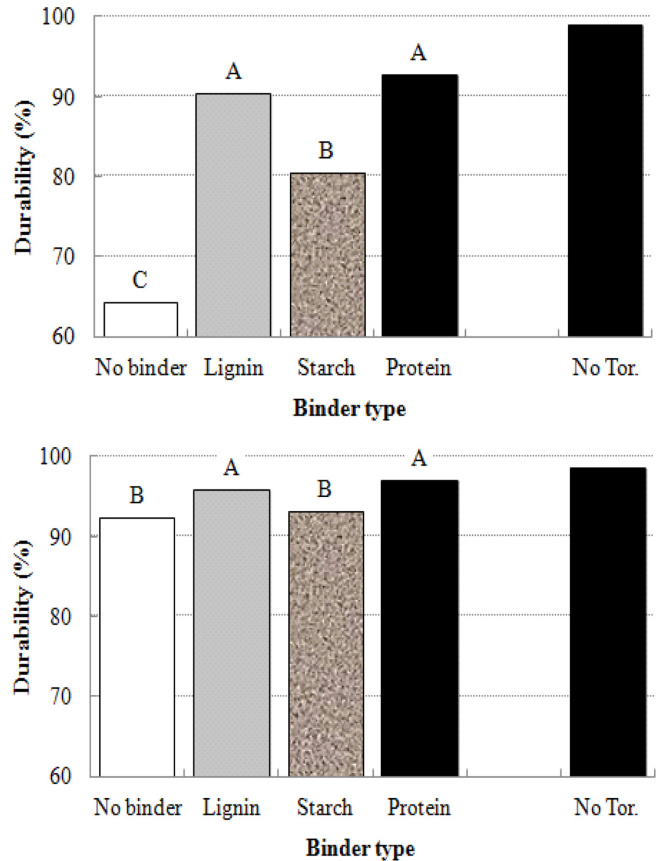 100
90
80
70
60
Durability (%)
C
A
B
A
No binder Lignin Starch Protein No Tor.
Binder type
100
90
80
70
60
Durability (%)
B
A
B
A
No binder Lignin Starch Protein No Tor.
Binder type